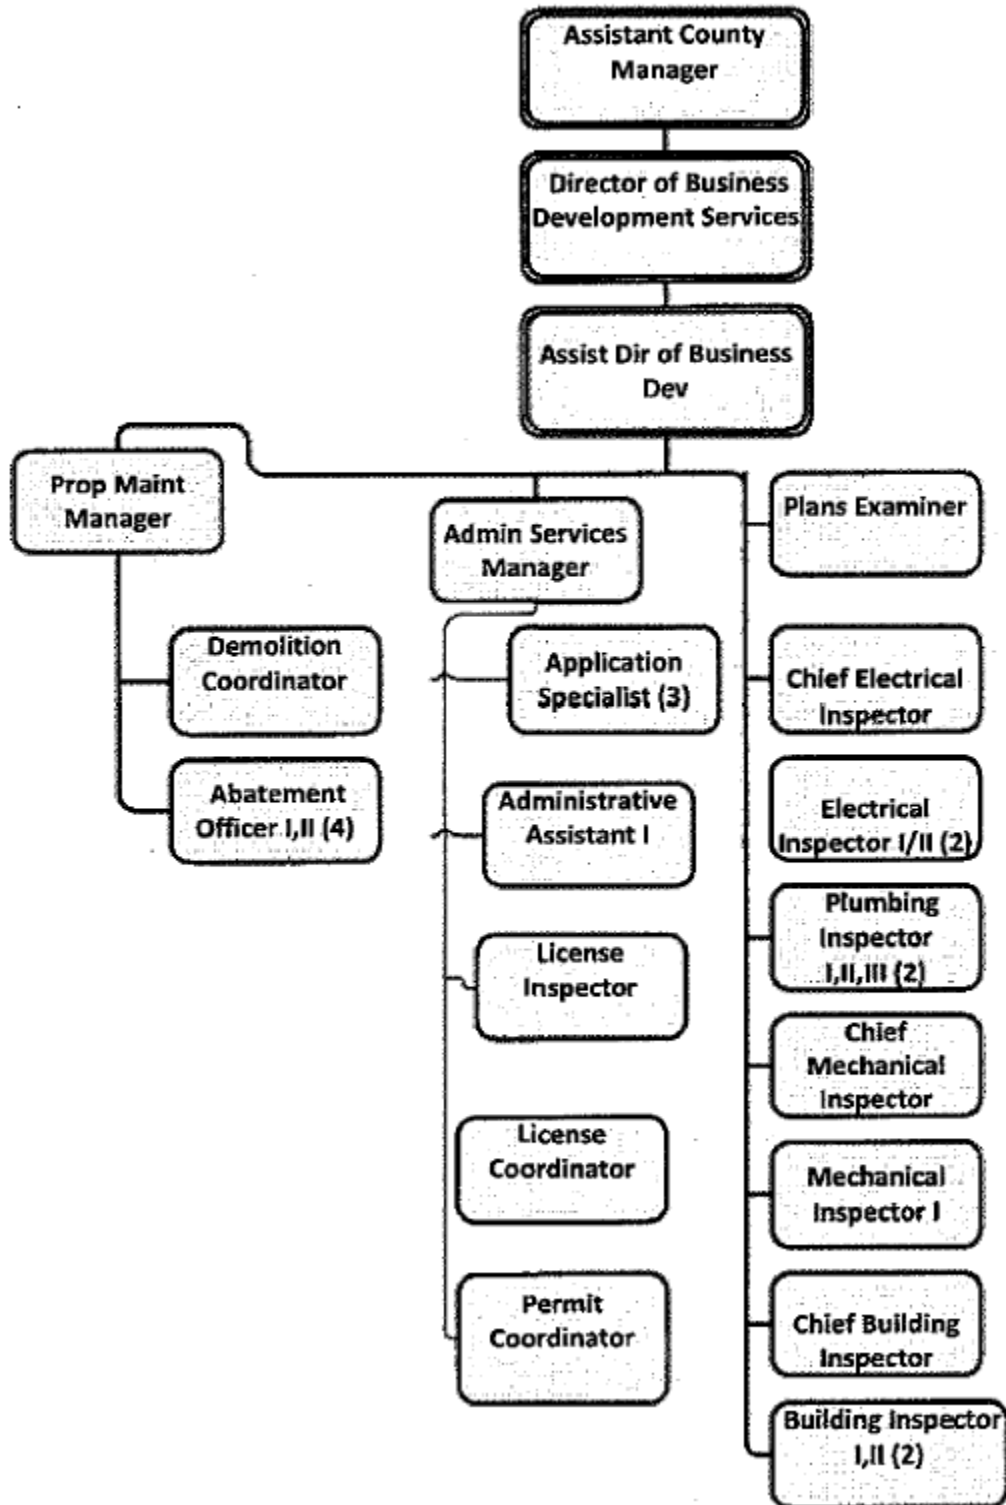 Assistant County
Manager
Director of Business
Development Services
Assist Dir of Business
Dev
Prop Maint
Manager
Demolition
Coordinator
Abatement
Officer I,II (4)
Admin Services
Manager
Application
Specialist (3)
Administrative
Assistant I
License
Inspector
License
Coordinator
Permit
Coordinator
Plans Examiner
Chief Electrical
Inspector
Electrical
Inspector I/II (2)
Plumbing
Inspector
I,II,III (2)
Chief
Mechanical
Inspector
Mechanical
Inspector I
Chief Building
Inspector
Building Inspector
I,II (2)